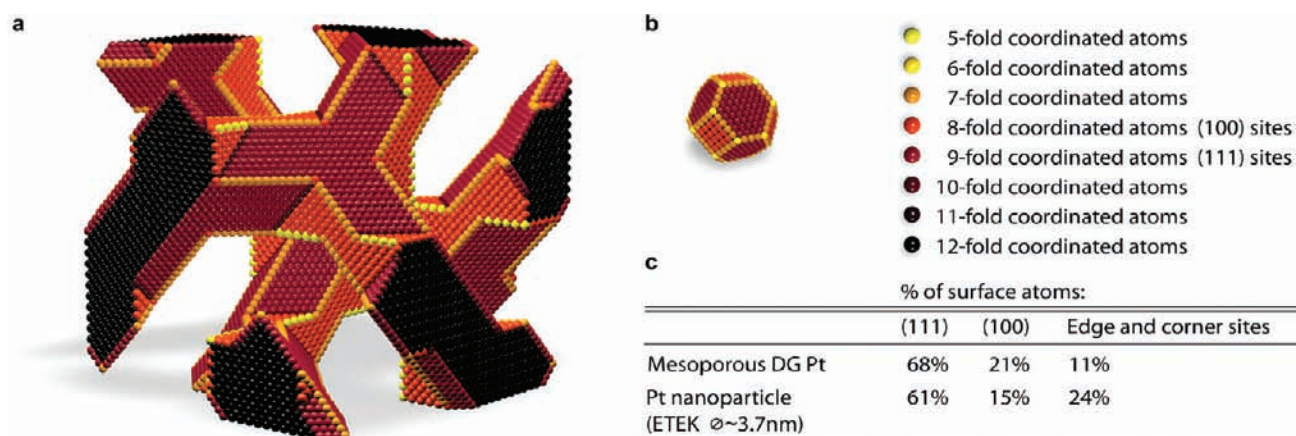 a
b
5-fold coordinated atoms
6-fold coordinated atoms
7-fold coordinated atoms
8-fold coordinated atoms (100) sites
9-fold coordinated atoms (111) sites
10-fold coordinated atoms
11-fold coordinated atoms
12-fold coordinated atoms
c
% of surface atoms:
(111) (100) Edge and corner sites
Mesoporous DG Pt 68% 21% 11%
Pt nanoparticle 61% 15% 24%
(ETEK ⌀~3.7nm)